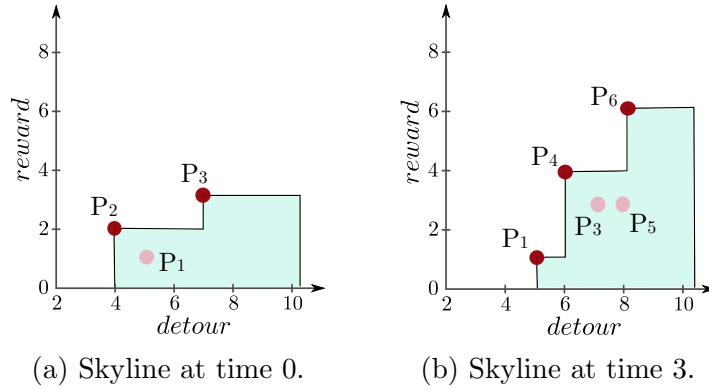 8
6
4
2
0
reward
P2
P3
P1
2
4
6
8
10
detour
(a) Skyline at time 0.
8
6
4
2
0
reward
P6
P4
P3
P5
P1
2
4
6
8
10
detour
(b) Skyline at time 3.